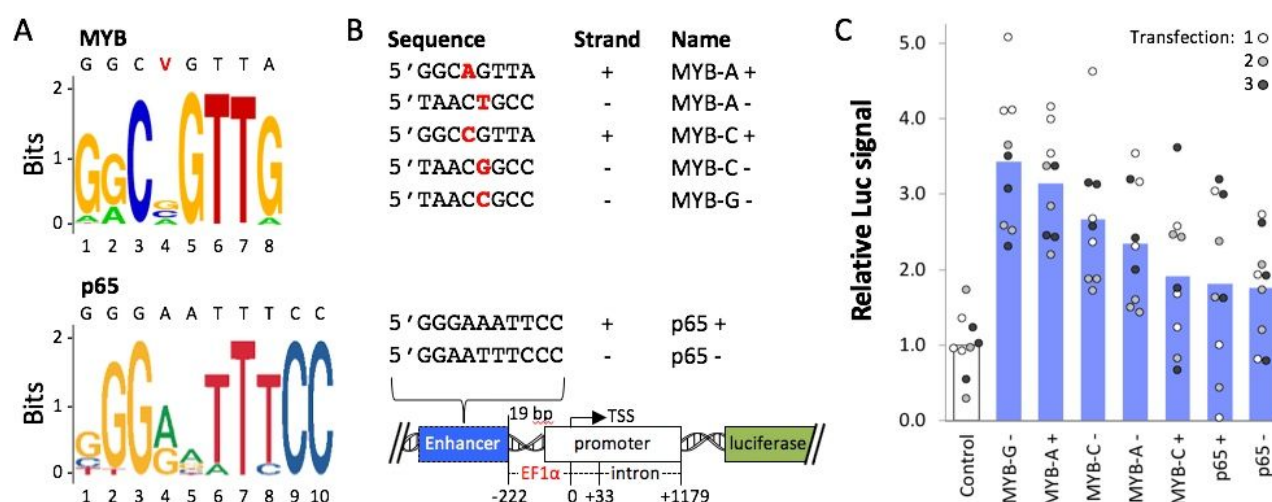 A
MYB
G G C V G T T A
Bits
2
1
0
1 2 3 4 5 6 7 8
p65
G G G A A T T T C C
Bits
2
1
0
1 2 3 4 5 6 7 8 9 10
B
Sequence Strand Name
5'GGCAGTTA + MYB-A +
5'TAACTGCC - MYB-A -
5'GGCCGTTA + MYB-C +
5'TAACGGCC - MYB-C -
5'TAACCGCC - MYB-G -
5'GGGAAATTCC + p65 +
5'GGAATTTCCC - p65 -
19 bp TSS
Enhancer promoter luciferase
EF1α intron
-222 0 +33 +1179
C
Relative Luc signal
5.0
4.0
3.0
2.0
1.0
0.0
Transfection: 1
2
3
Control
MYB-G -
MYB-A +
MYB-C -
MYB-A -
MYB-C +
p65 +
p65 -